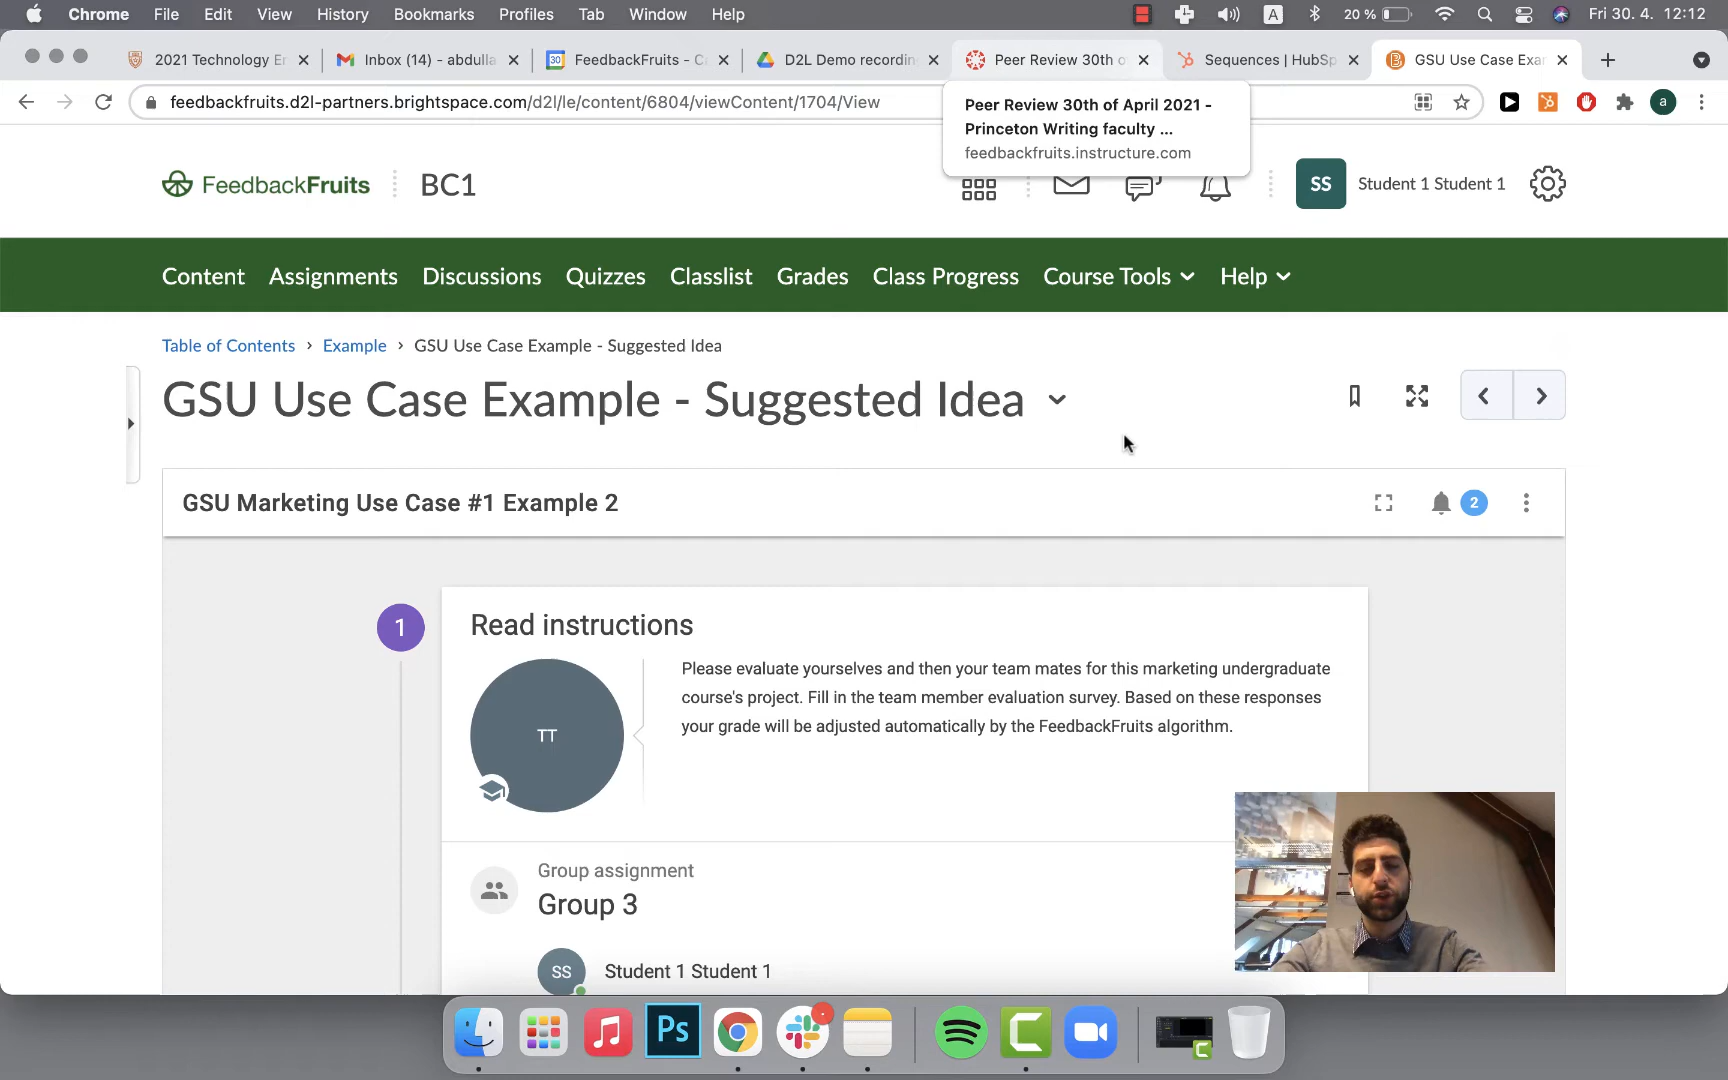 Chrome File Edit View History Bookmarks Profiles Tab Window Help A 20 % Fri 30. 4. 12:12
2021 Technology Er Inbox (14) - abdulla 30 FeedbackFruits - C D2L Demo recordin Peer Review 30th o Sequences | HubSp GSU Use Case Exar
feedbackfruits.d2l-partners.brightspace.com/d2l/le/content/6804/viewContent/1704/View a
Peer Review 30th of April 2021 -
Princeton Writing faculty ...
feedbackfruits.instructure.com
FeedbackFruits BC1 SS Student 1 Student 1
Content Assignments Discussions Quizzes Classlist Grades Class Progress Course Tools Help
Table of Contents › Example › GSU Use Case Example - Suggested Idea
GSU Use Case Example - Suggested Idea
GSU Marketing Use Case #1 Example 2 2
1 Read instructions
TT
Please evaluate yourselves and then your team mates for this marketing undergraduate
course's project. Fill in the team member evaluation survey. Based on these responses
your grade will be adjusted automatically by the FeedbackFruits algorithm.
Group assignment
Group 3
SS Student 1 Student 1
Ps